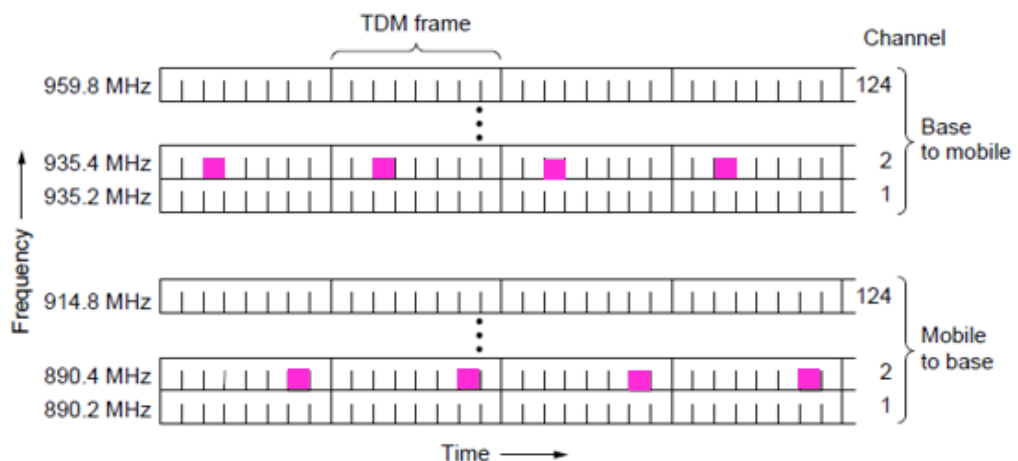 TDM frame
Channel
959.8 MHz
124
935.4 MHz
2
935.2 MHz
1
Base
to mobile
914.8 MHz
124
890.4 MHz
2
890.2 MHz
1
Mobile
to base
Frequency
Time